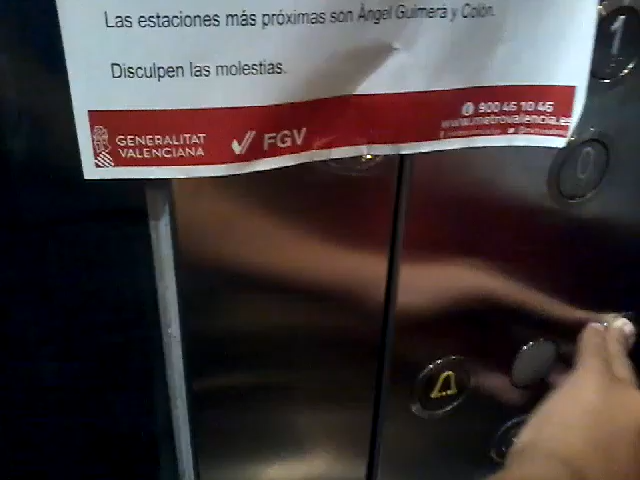 Las estaciones más próximas son Àngel Guimerà y Colón.
Disculpen las molestias.
GENERALITAT
VALENCIANA
FGV
900 46 10 46
www.metrovalencia.es
1
0